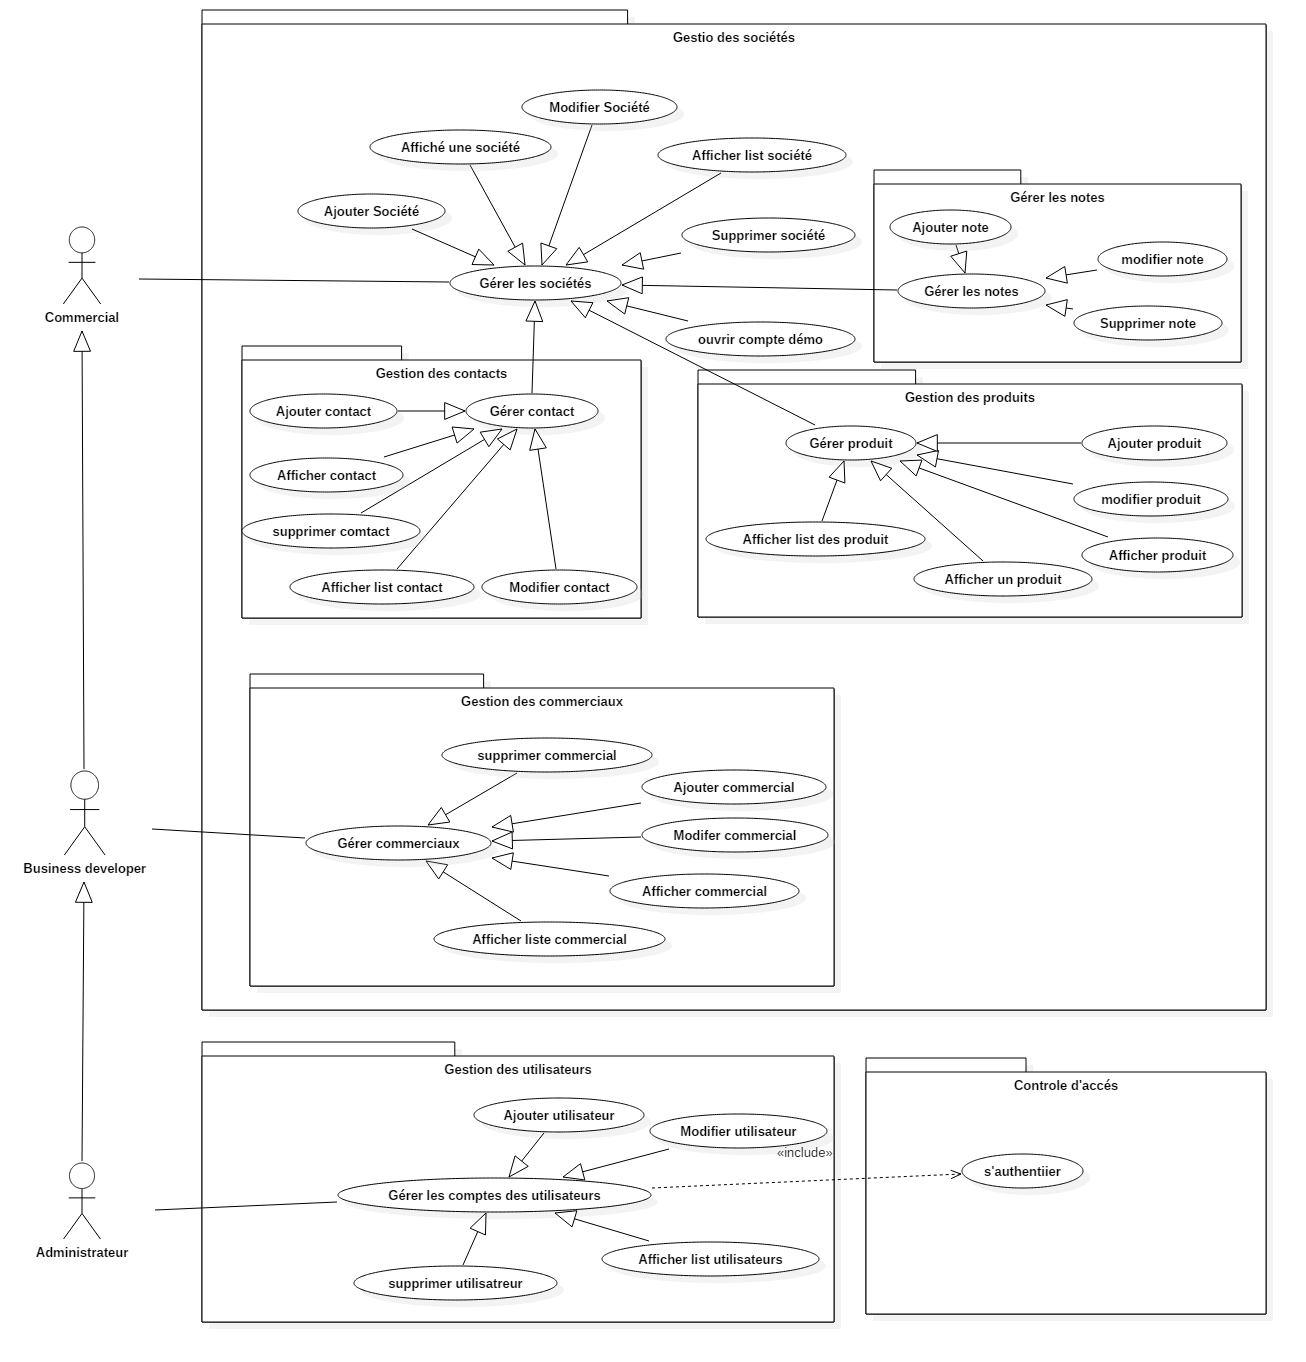 Gestio des sociétés
Modifier Société
Affiché une société
Afficher list société
Ajouter Société
Supprimer société
Gérer les sociétés
ouvrir compte démo
Gérer les notes
Ajouter note
modifier note
Gérer les notes
Supprimer note
Commercial
Gestion des contacts
Ajouter contact
Gérer contact
Afficher contact
supprimer comtact
Afficher list contact
Modifier contact
Gestion des produits
Gérer produit
Ajouter produit
modifier produit
Afficher list des produit
Afficher produit
Afficher un produit
Gestion des commerciaux
supprimer commercial
Ajouter commercial
Modifer commercial
Gérer commerciaux
Afficher commercial
Afficher liste commercial
Business developer
Gestion des utilisateurs
Ajouter utilisateur
Modifier utilisateur
«include»
Gérer les comptes des utilisateurs
Afficher list utilisateurs
supprimer utilisatreur
Controle d'accés
s'authentiier
Administrateur